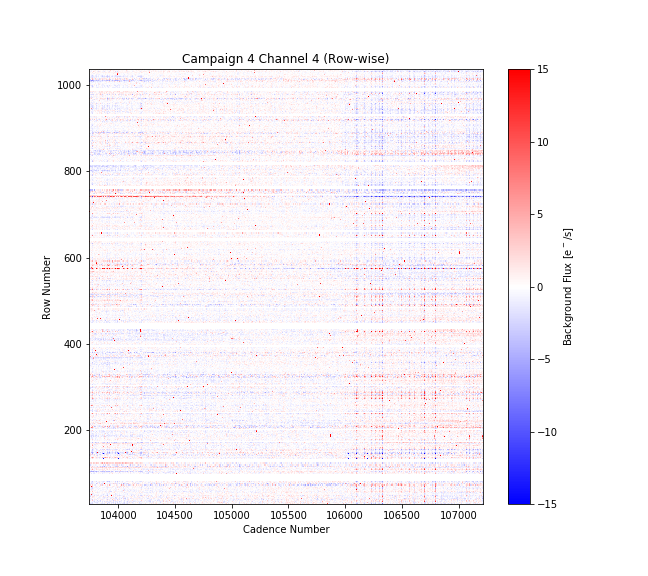 Campaign 4 Channel 4 (Row-wise)
1000
800
600
400
200
Row Number
104000 104500 105000 105500 106000 106500 107000
Cadence Number
15
10
5
0
−5
−10
−15
Background Flux [e⁻/s]